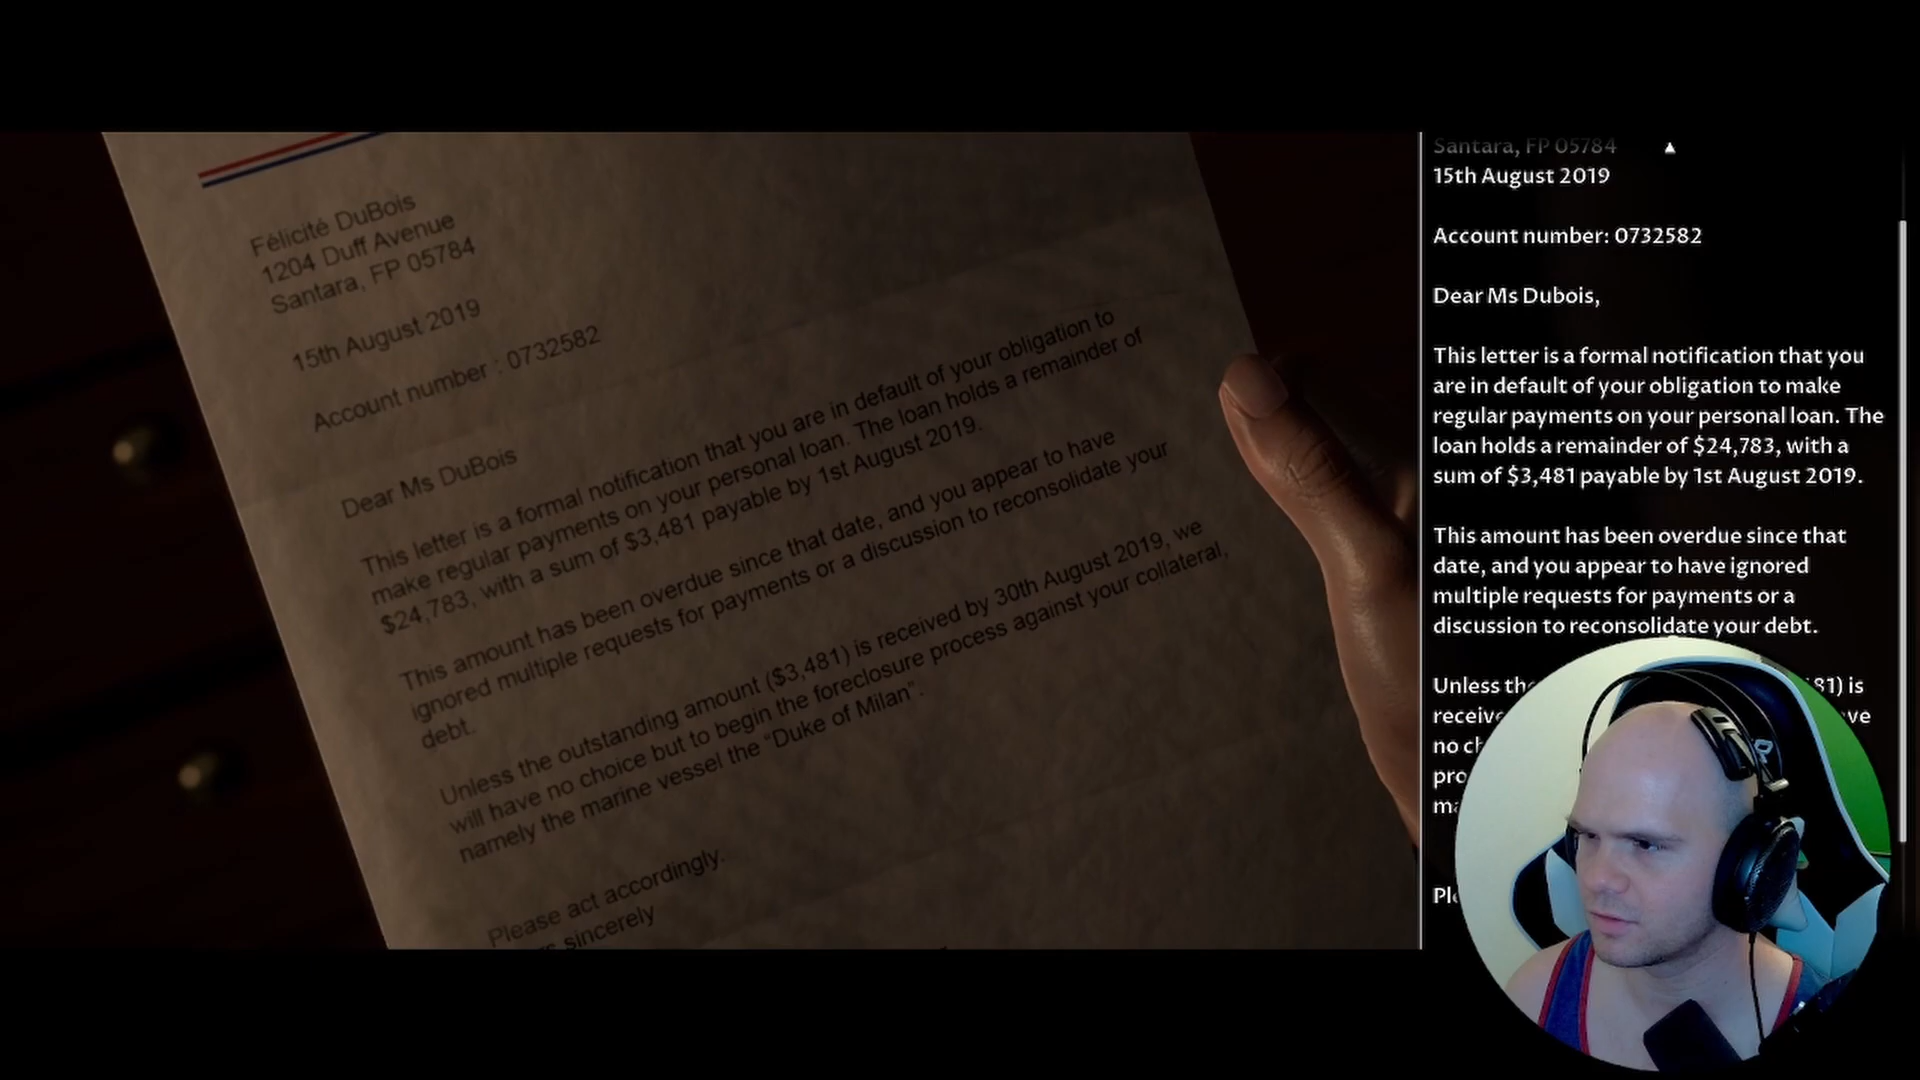 Félicité DuBois
1204 Duff Avenue
Santara, FP 05784
15th August 2019
Account number : 0732582
Dear Ms DuBois
This letter is a formal notification that you are in default of your obligation to
make regular payments on your personal loan. The loan holds a remainder of
$24,783, with a sum of $3,481 payable by 1st August 2019.
This amount has been overdue since that date, and you appear to have
ignored multiple requests for payments or a discussion to reconsolidate your
debt.
Unless the outstanding amount ($3,481) is received by 30th August 2019, we
will have no choice but to begin the foreclosure process against your collateral,
namely the marine vessel the “Duke of Milan”.
Please act accordingly.
sincerely
Santara, FP 05784
15th August 2019
Account number: 0732582
Dear Ms Dubois,
This letter is a formal notification that you
are in default of your obligation to make
regular payments on your personal loan. The
loan holds a remainder of $24,783, with a
sum of $3,481 payable by 1st August 2019.
This amount has been overdue since that
date, and you appear to have ignored
multiple requests for payments or a
discussion to reconsolidate your debt.
Unless is
no